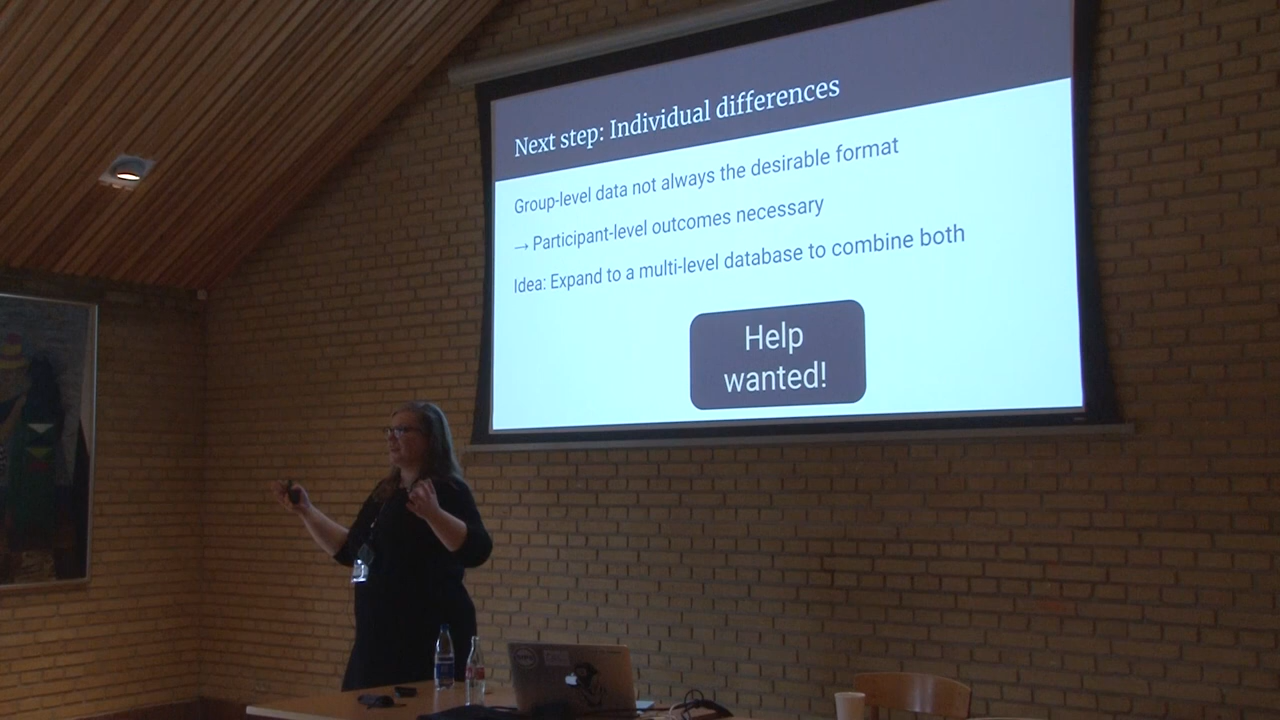 Next step: Individual differences
Group-level data not always the desirable format
→ Participant-level outcomes necessary
Idea: Expand to a multi-level database to combine both
Help
wanted!